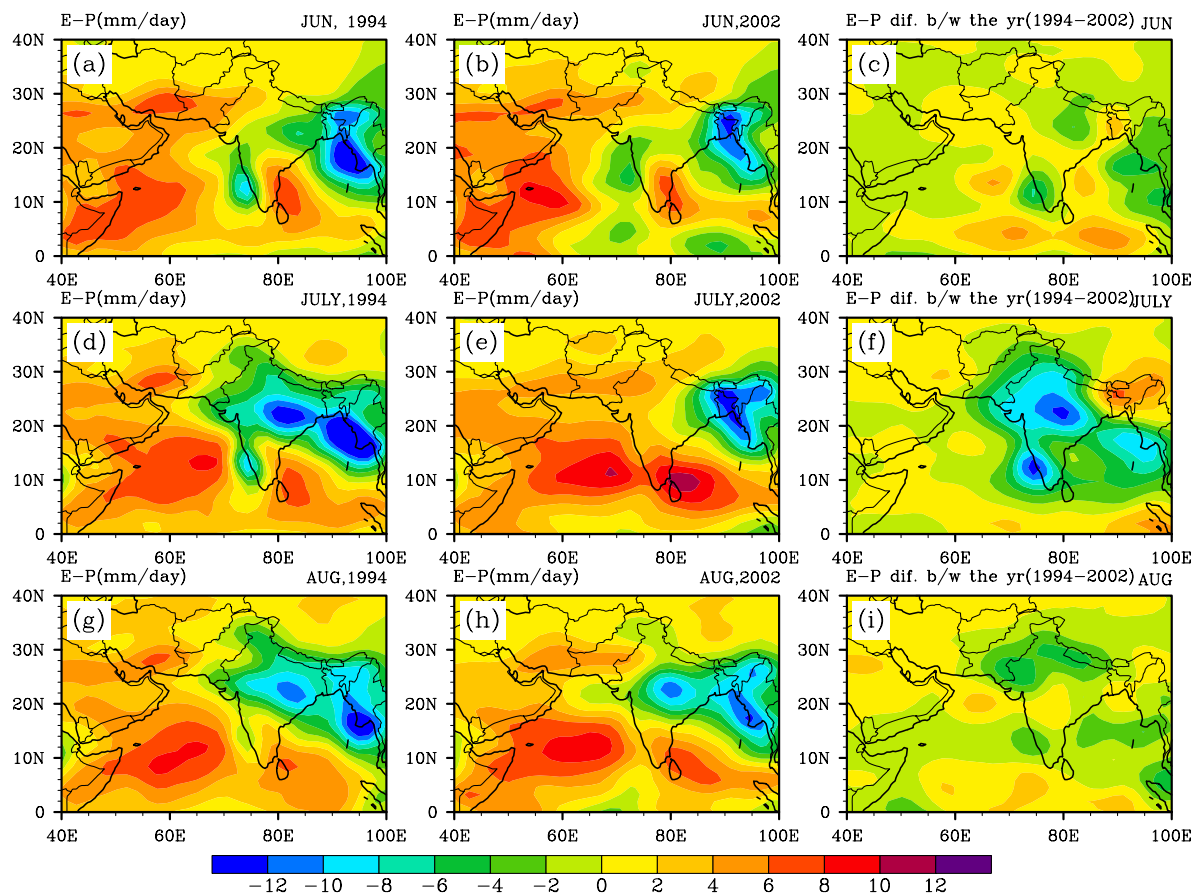 E−P(mm/day) JUN, 1994
E−P(mm/day) JUN,2002
E−P dif. b/w the yr(1994−2002) JUN
40N
30N
20N
10N
0
(a)
40E 60E 80E 100E
40N
30N
20N
10N
0
(b)
40E 60E 80E 100E
40N
30N
20N
10N
0
(c)
40E 60E 80E 100E
E−P(mm/day) JULY,1994
E−P(mm/day) JULY,2002
E−P dif. b/w the yr(1994−2002) JULY
40N
30N
20N
10N
0
(d)
40E 60E 80E 100E
40N
30N
20N
10N
0
(e)
40E 60E 80E 100E
40N
30N
20N
10N
0
(f)
40E 60E 80E 100E
E−P(mm/day) AUG,1994
E−P(mm/day) AUG,2002
E−P dif. b/w the yr(1994−2002) AUG
40N
30N
20N
10N
0
(g)
40E 60E 80E 100E
40N
30N
20N
10N
0
(h)
40E 60E 80E 100E
40N
30N
20N
10N
0
(i)
40E 60E 80E 100E
−12 −10 −8 −6 −4 −2 0 2 4 6 8 10 12